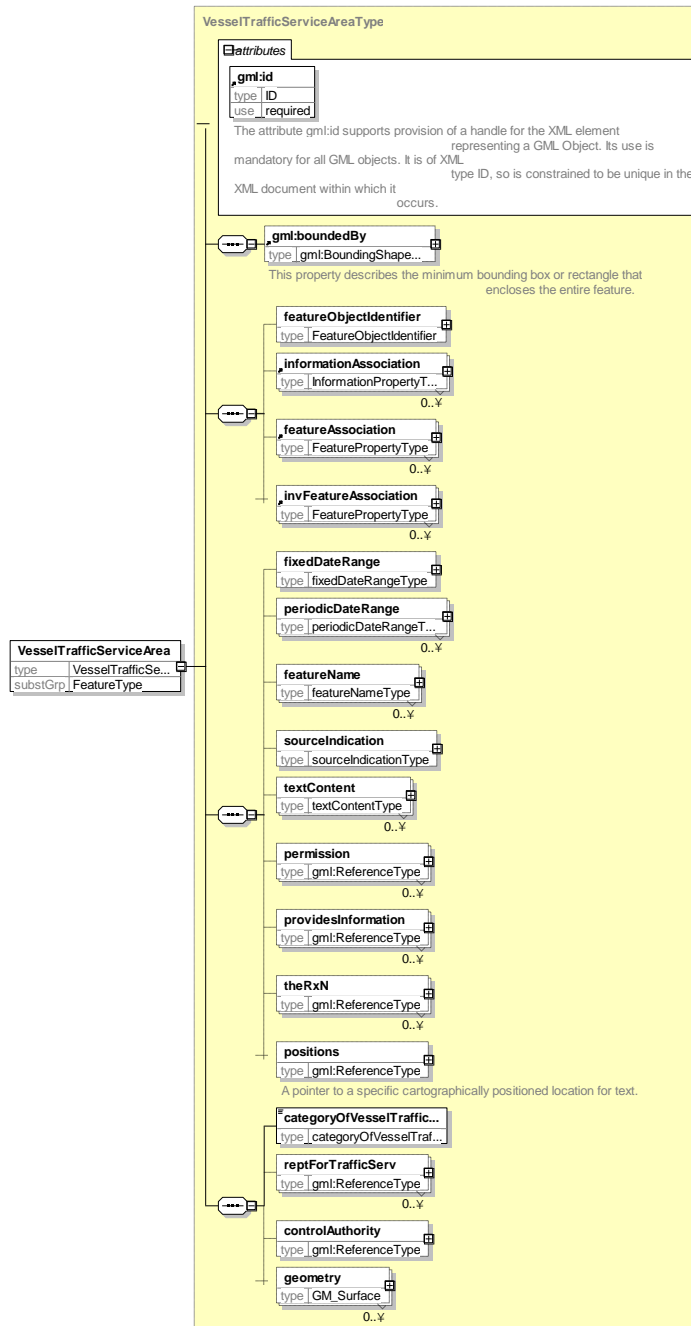 VesselTrafficServiceAreaType
attributes
gml:id
type ID
use required
The attribute gml:id supports provision of a handle for the XML element
representing a GML Object. Its use is
mandatory for all GML objects. It is of XML
type ID, so is constrained to be unique in the
XML document within which it
occurs.
gml:boundedBy
type gml:BoundingShape...
This property describes the minimum bounding box or rectangle that
encloses the entire feature.
featureObjectIdentifier
type FeatureObjectIdentifier
informationAssociation
type InformationPropertyT...
0..¥
featureAssociation
type FeaturePropertyType
0..¥
invFeatureAssociation
type FeaturePropertyType
0..¥
fixedDateRange
type fixedDateRangeType
periodicDateRange
type periodicDateRangeT...
0..¥
VesselTrafficServiceArea
type VesselTrafficSe...
substGrp FeatureType
featureName
type featureNameType
0..¥
sourceIndication
type sourceIndicationType
textContent
type textContentType
0..¥
permission
type gml:ReferenceType
0..¥
providesInformation
type gml:ReferenceType
0..¥
theRxN
type gml:ReferenceType
0..¥
positions
type gml:ReferenceType
A pointer to a specific cartographically positioned location for text.
categoryOfVesselTraffic...
type categoryOfVesselTraf...
reptForTrafficServ
type gml:ReferenceType
0..¥
controlAuthority
type gml:ReferenceType
geometry
type GM_Surface
0..¥